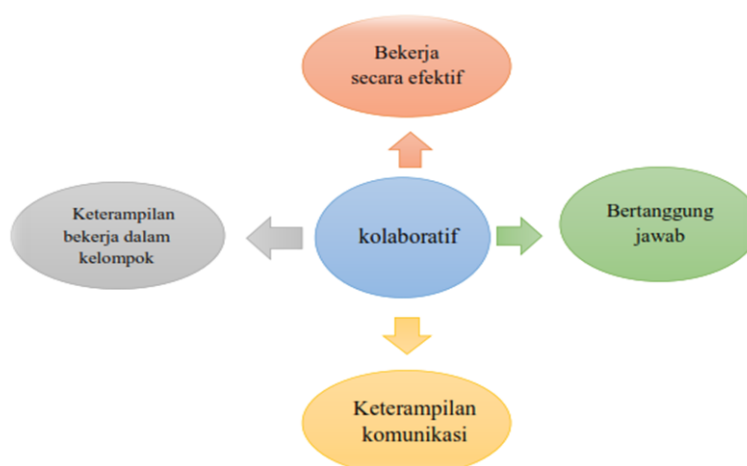 Bekerja
secara efektif
Keterampilan
bekerja dalam
kelompok
kolaboratif
Bertanggung
jawab
Keterampilan
komunikasi